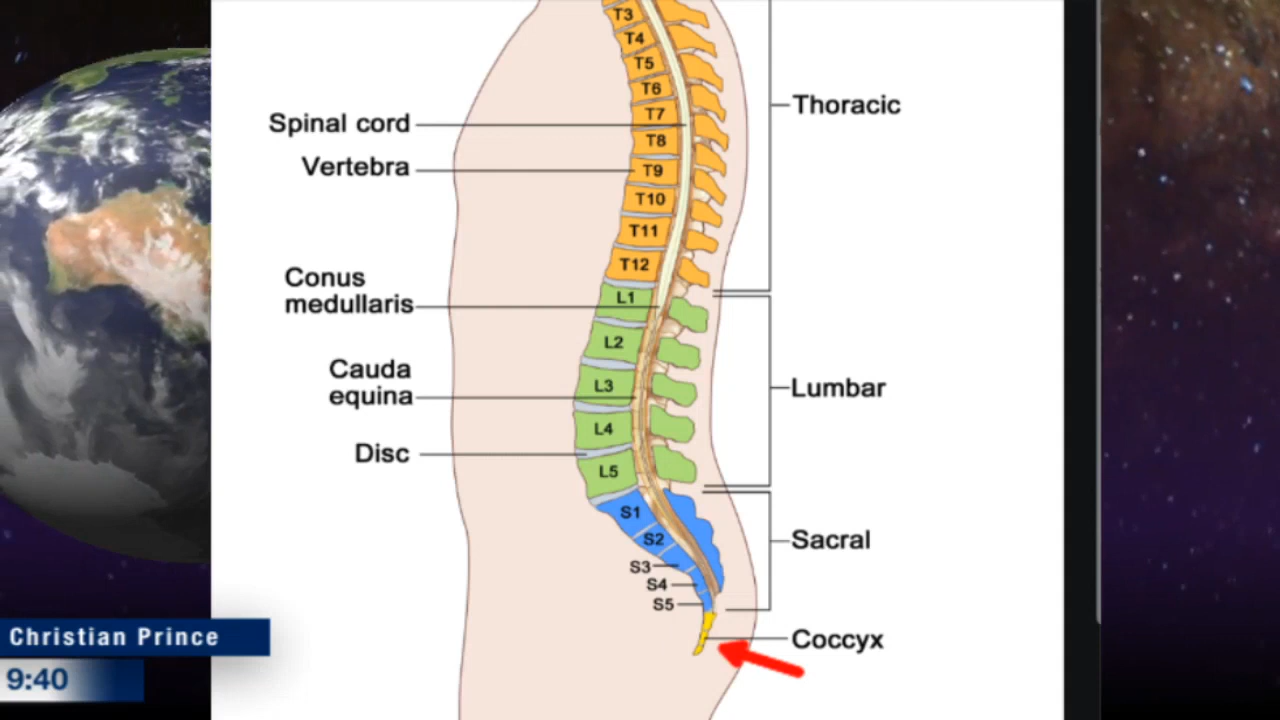 T3
T4
T5
T6
T7
T8
T9
T10
T11
T12
L1
L2
L3
L4
L5
S1
S2
S3
S4
S5
Spinal cord
Vertebra
Conus
medullaris
Cauda
equina
Disc
Thoracic
Lumbar
Sacral
Coccyx
Christian Prince
9:40